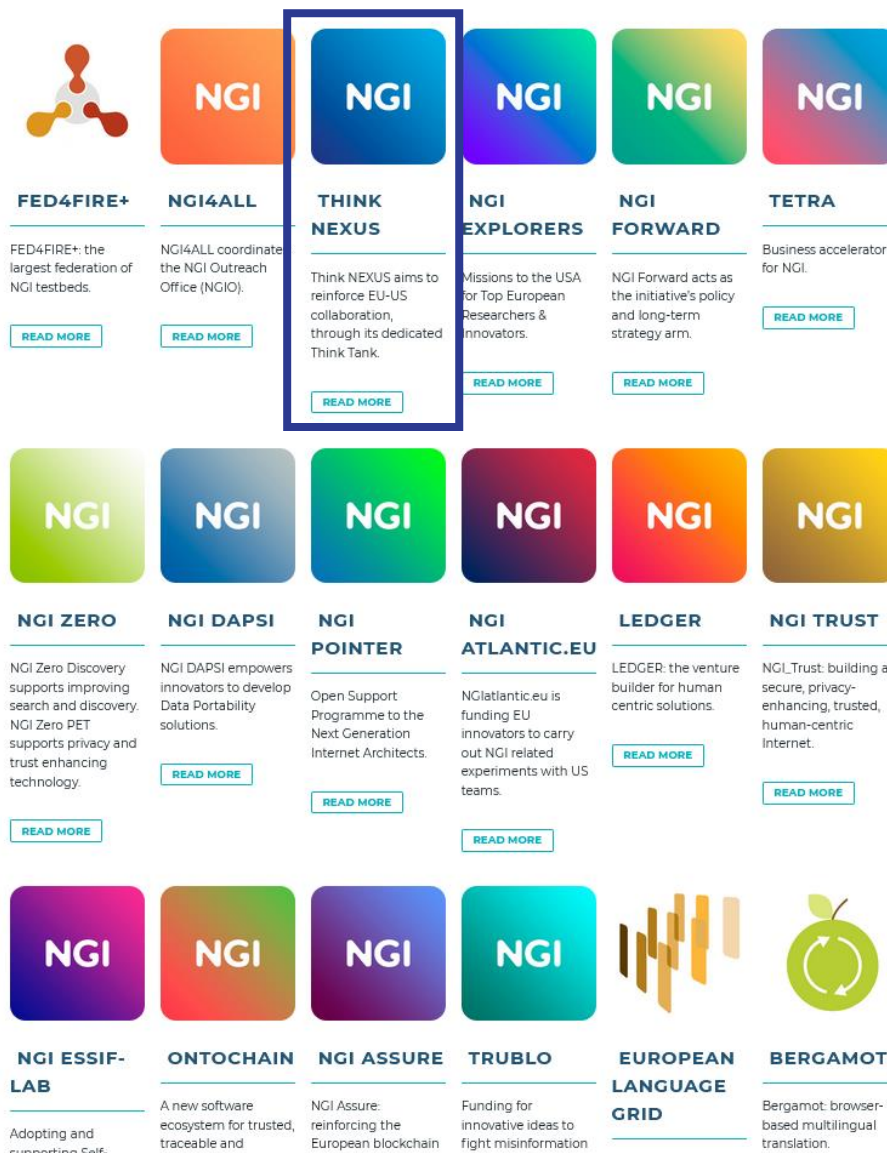 NGI
NGI
NGI
NGI
NGI
FED4FIRE+
FED4FIRE+: the
largest federation of
NGI testbeds.
READ MORE
NGI4ALL
NGI4ALL coordinate
the NGI Outreach
Office (NGIO).
READ MORE
THINK
NEXUS
Think NEXUS aims to
reinforce EU-US
collaboration,
through its dedicated
Think Tank.
READ MORE
NGI
EXPLORERS
Missions to the USA
for Top European
Researchers &
Innovators.
READ MORE
NGI
FORWARD
NGI Forward acts as
the initiative's policy
and long-term
strategy arm.
READ MORE
TETRA
Business accelerator
for NGI.
READ MORE
NGI
NGI
NGI
NGI
NGI
NGI
NGI ZERO
NGI Zero Discovery
supports improving
search and discovery.
NGI Zero PET
supports privacy and
trust enhancing
technology.
READ MORE
NGI DAPSI
NGI DAPSI empowers
innovators to develop
Data Portability
solutions.
READ MORE
NGI
POINTER
Open Support
Programme to the
Next Generation
Internet Architects.
READ MORE
NGI
ATLANTIC.EU
NGIatlantic.eu is
funding EU
innovators to carry
out NGI related
experiments with US
teams.
READ MORE
LEDGER
LEDGER: the venture
builder for human
centric solutions.
READ MORE
NGI TRUST
NGI_Trust: building a
secure, privacy-
enhancing, trusted,
human-centric
Internet.
READ MORE
NGI
NGI
NGI
NGI
NGI ESSIF-
LAB
Adopting and
supporting Self-
ONTOCHAIN
A new software
ecosystem for trusted,
traceable and
NGI ASSURE
NGI Assure:
reinforcing the
European blockchain
TRUBLO
Funding for
innovative ideas to
fight misinformation
EUROPEAN
LANGUAGE
GRID
BERGAMOT
Bergamot: browser-
based multilingual
translation.